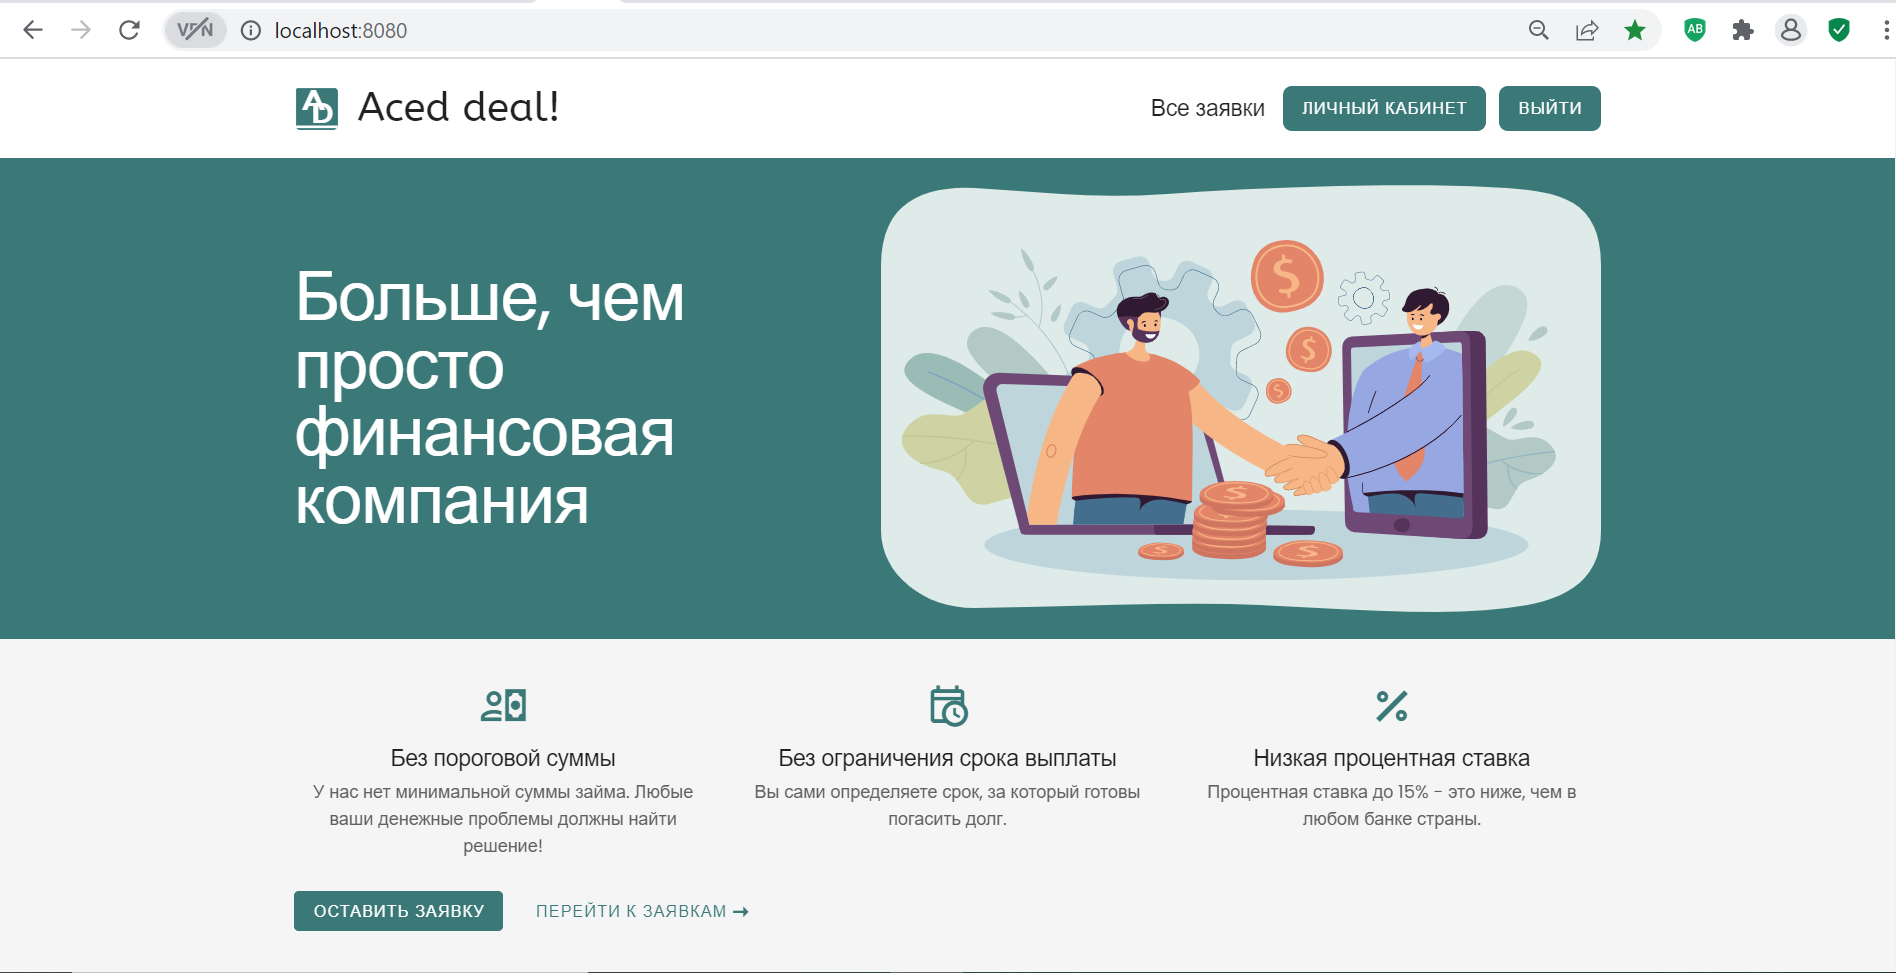 VPN
localhost:8080
AB
AD
Aced deal!
Все заявки
ЛИЧНЫЙ КАБИНЕТ
ВЫЙТИ
Больше, чем
просто
финансовая
компания
$
$
$
$
$
$
Без пороговой суммы
У нас нет минимальной суммы займа. Любые
ваши денежные проблемы должны найти
решение!
Без ограничения срока выплаты
Вы сами определяете срок, за который готовы
погасить долг.
Низкая процентная ставка
Процентная ставка до 15% - это ниже, чем в
любом банке страны.
ОСТАВИТЬ ЗАЯВКУ
ПЕРЕЙТИ К ЗАЯВКАМ →